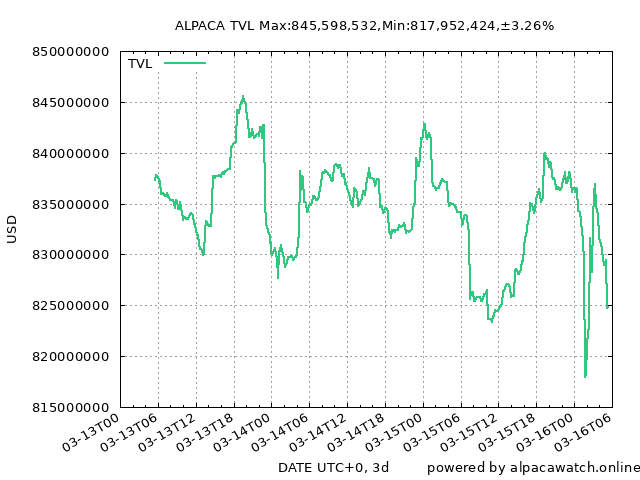 ALPACA TVL Max:845,598,532,Min:817,952,424,±3.26%
850000000
TVL
845000000
840000000
835000000
USD
830000000
825000000
820000000
815000000
03-13T00
03-13T06
03-13T12
03-13T18
03-14T00
03-14T06
03-14T12
03-14T18
03-15T00
03-15T06
03-15T12
03-15T18
03-16T00
03-16T06
DATE UTC+0, 3d
powered by alpacawatch.online